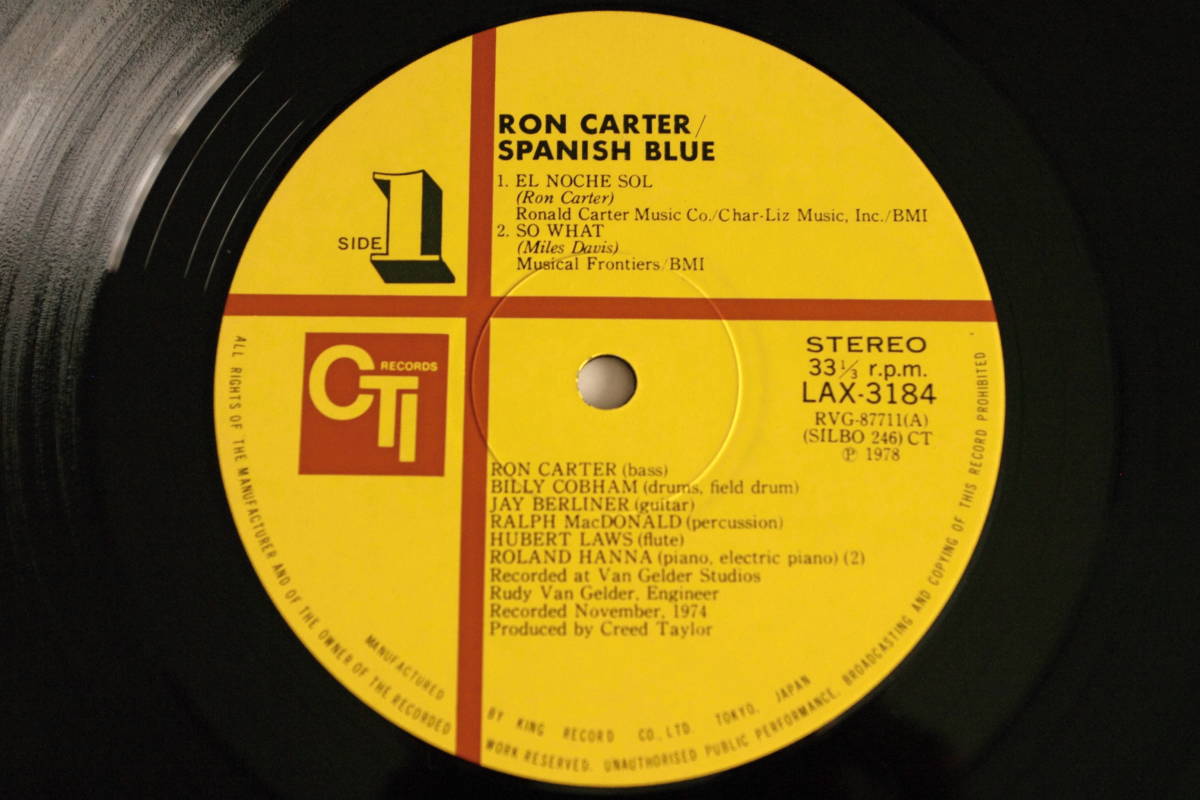 RON CARTER/
SPANISH BLUE
1. EL NOCHE SOL
(Ron Carter)
Ronald Carter Music Co./Char-Liz Music, Inc./BMI
2. SO WHAT
(Miles Davis)
Musical Frontiers/BMI
SIDE 1
CTI RECORDS
STEREO
33 1/3 r.p.m.
LAX-3184
RVG-87711(A)
(SILBO 246) CT
℗ 1978
RON CARTER (bass)
BILLY COBHAM (drums, field drum)
JAY BERLINER (guitar)
RALPH MacDONALD (percussion)
HUBERT LAWS (flute)
ROLAND HANNA (piano, electric piano) (2)
Recorded at Van Gelder Studios
Rudy Van Gelder, Engineer
Recorded November, 1974
Produced by Creed Taylor
MANUFACTURED BY KING RECORD CO., LTD. TOKYO, JAPAN
ALL RIGHTS OF THE MANUFACTURER AND OF THE OWNER OF THE RECORDED WORK RESERVED. UNAUTHORISED PUBLIC PERFORMANCE, BROADCASTING AND COPYING OF THIS RECORD PROHIBITED